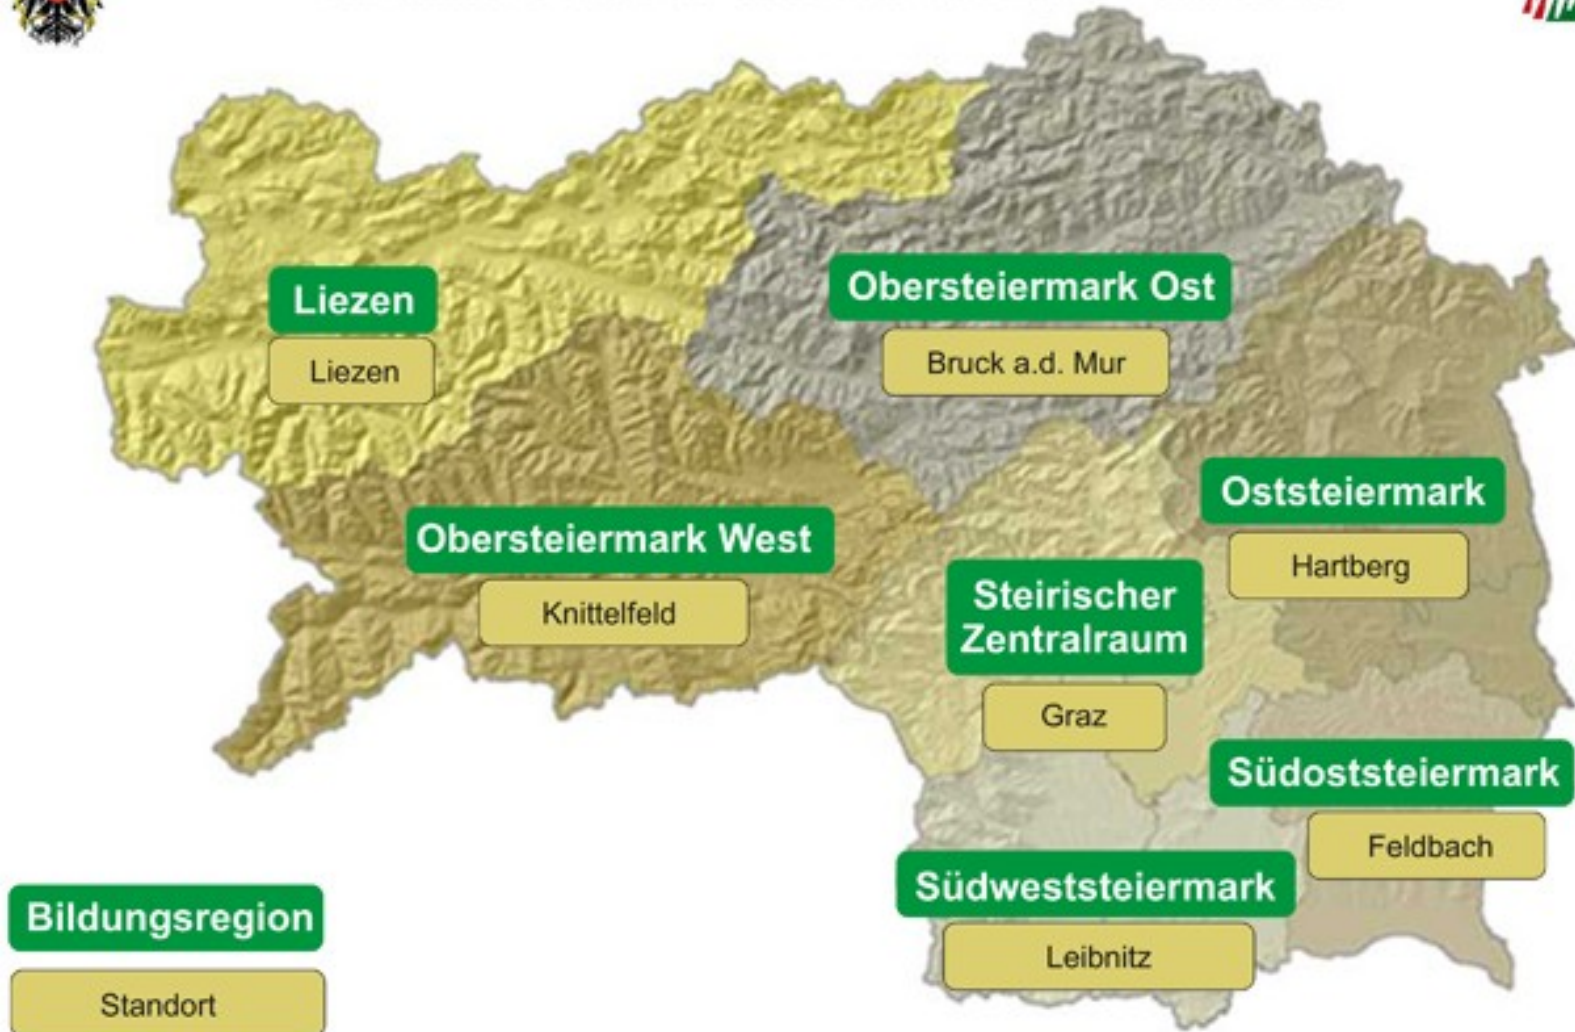 Liezen
Liezen
Obersteiermark Ost
Bruck a.d. Mur
Obersteiermark West
Knittelfeld
Oststeiermark
Hartberg
Steirischer
Zentralraum
Graz
Südoststeiermark
Feldbach
Südweststeiermark
Leibnitz
Bildungsregion
Standort